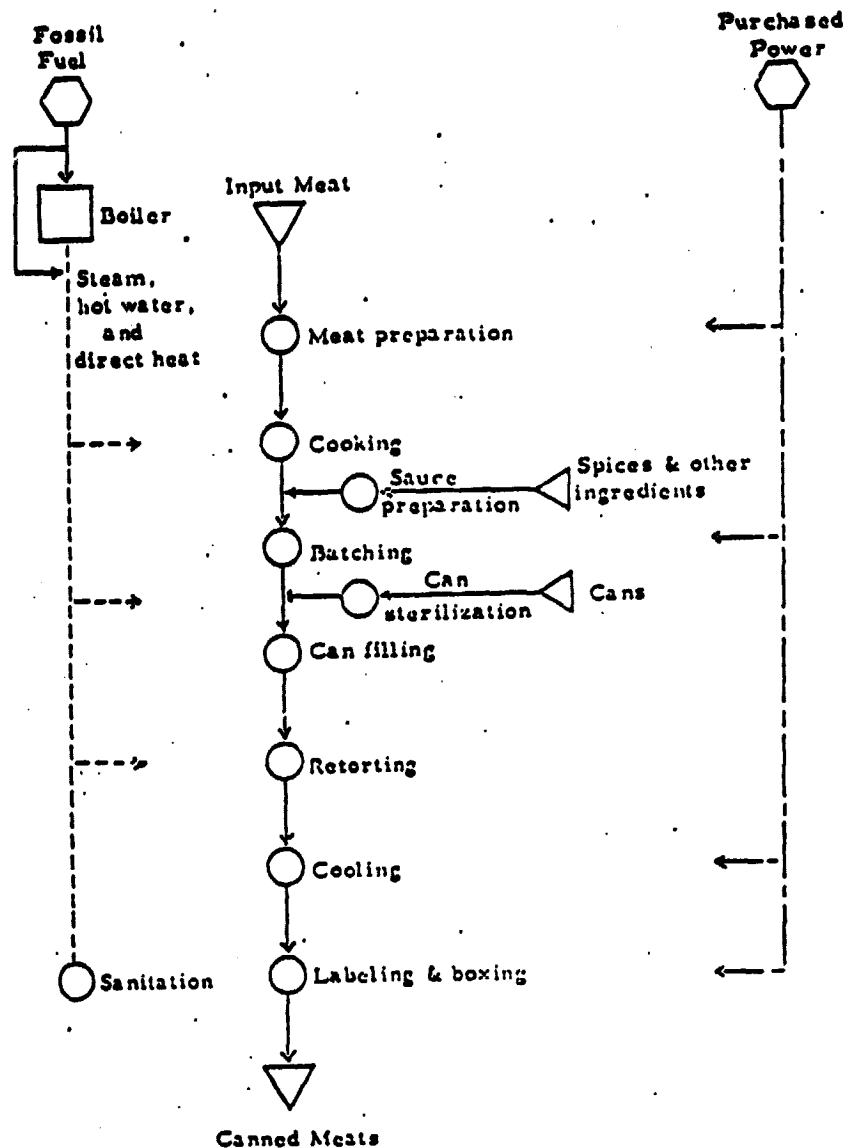 Fossil
Fuel
Purchased
Power
Boiler
Input Meat
Steam,
hot water,
and
direct heat
Meat preparation
Cooking
Sauce
preparation
Spices & other
ingredients
Batching
Can
sterilization
Cans
Can filling
Retorting
Cooling
Sanitation
Labeling & boxing
Canned Meats